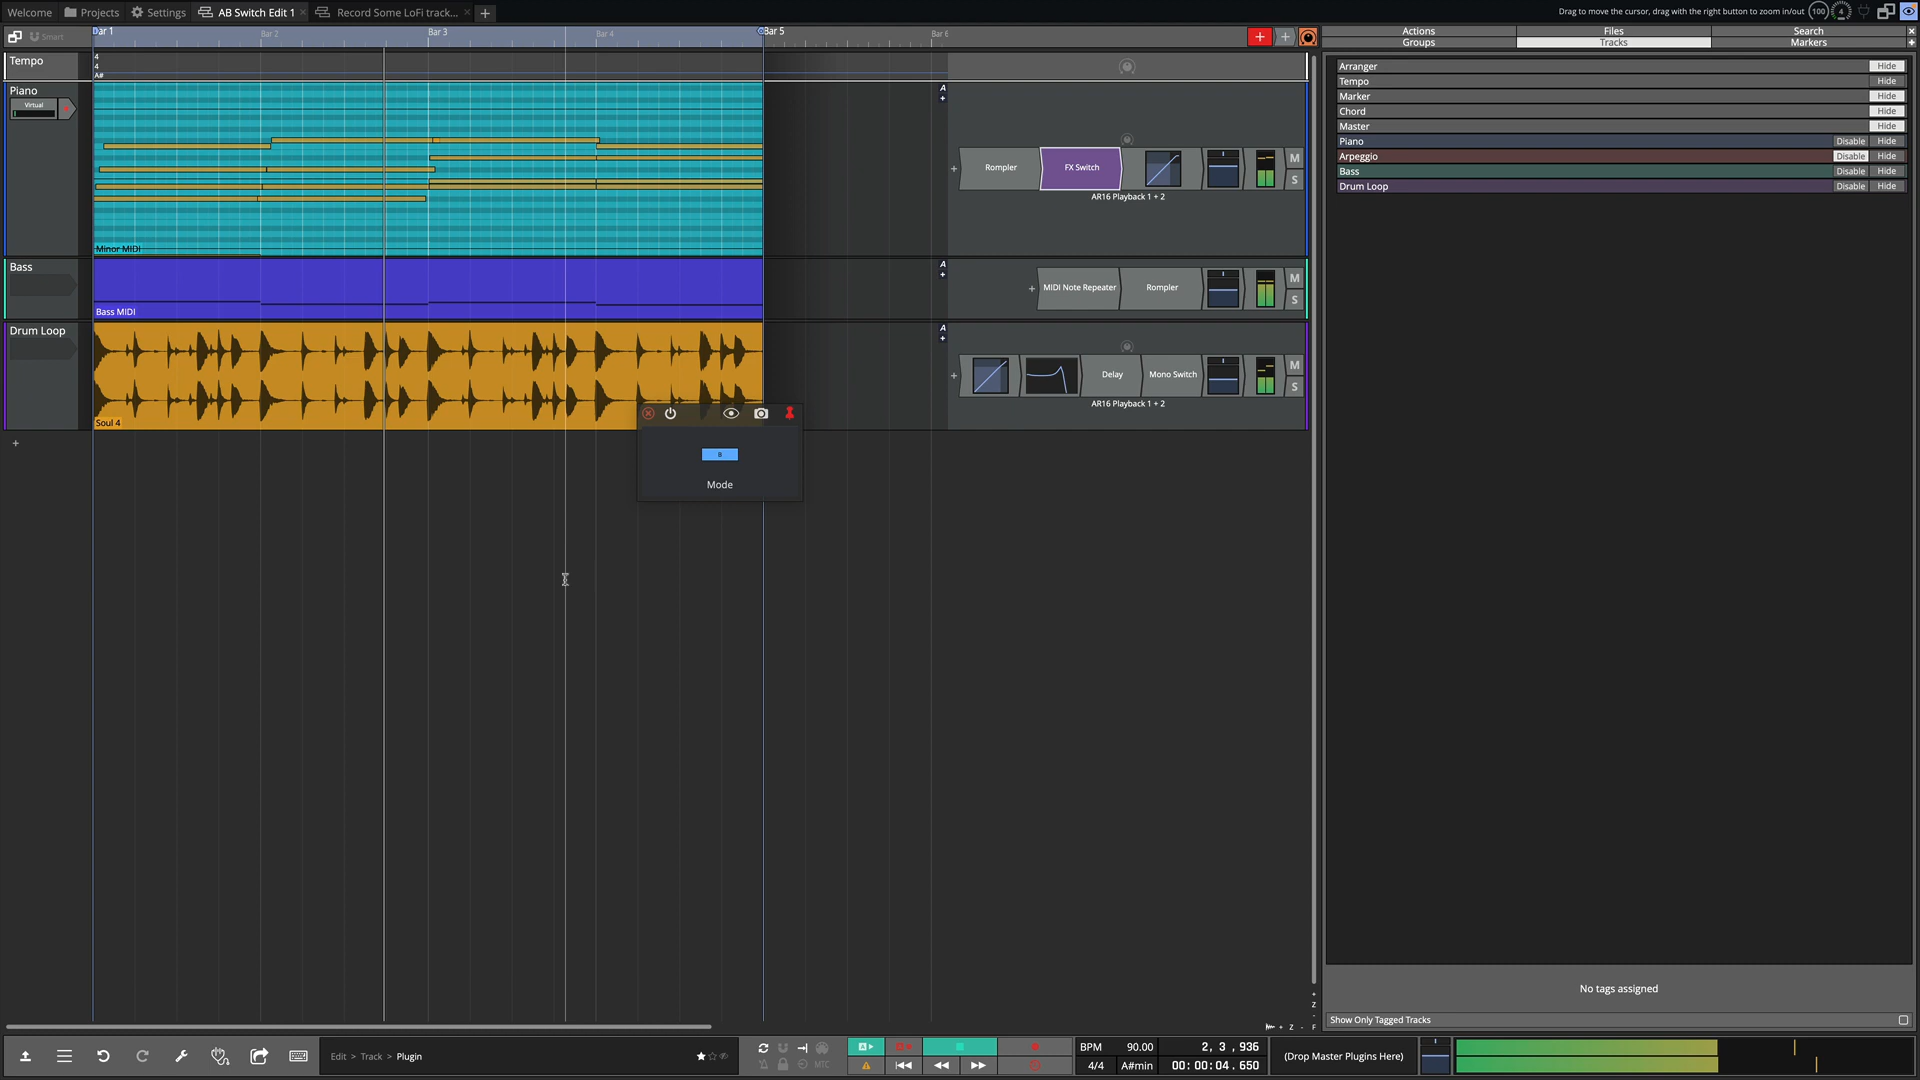 Welcome
Projects
Settings
AB Switch Edit 1
Record Some LoFi track...
Drag to move the cursor, drag with the right button to zoom in/out
100
4
Smart
Bar 1
Bar 2
Bar 3
Bar 4
Bar 5
Bar 6
Actions
Files
Search
Groups
Tracks
Markers
Tempo
4
4
A#
Arranger Hide
Tempo Hide
Marker Hide
Chord Hide
Master Hide
Piano Disable Hide
Arpeggio Disable Hide
Bass Disable Hide
Drum Loop Disable Hide
Piano
Virtual
Minor MIDI
A
Rompler
FX Switch
M
S
AR16 Playback 1 + 2
Bass
Bass MIDI
A
MIDI Note Repeater
Rompler
M
S
Drum Loop
Soul 4
A
Delay
Mono Switch
M
S
AR16 Playback 1 + 2
B
Mode
No tags assigned
Show Only Tagged Tracks
Z
Z
F
Edit > Track > Plugin
MTC
A
BPM 90.00
4/4 A#min
2, 3, 936
00: 00: 04. 650
(Drop Master Plugins Here)